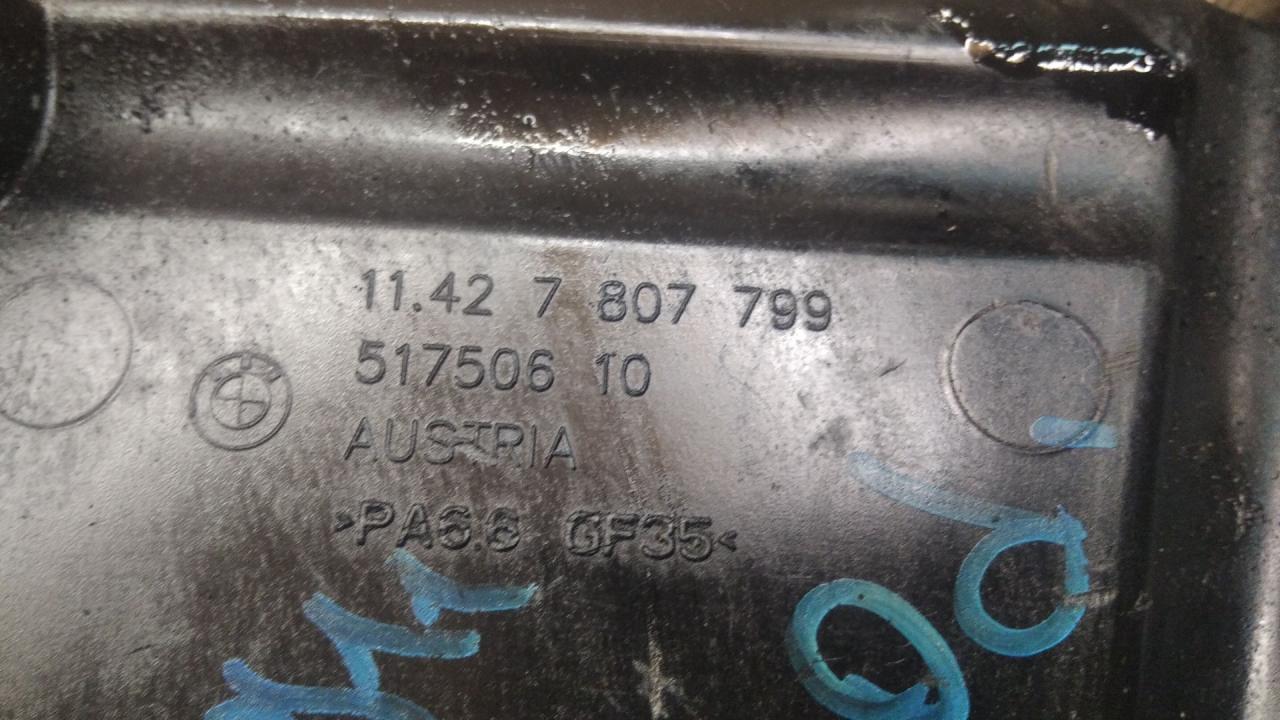 11.42 7 807 799
517506 10
AUSTRIA
>PA6.6 GF35<